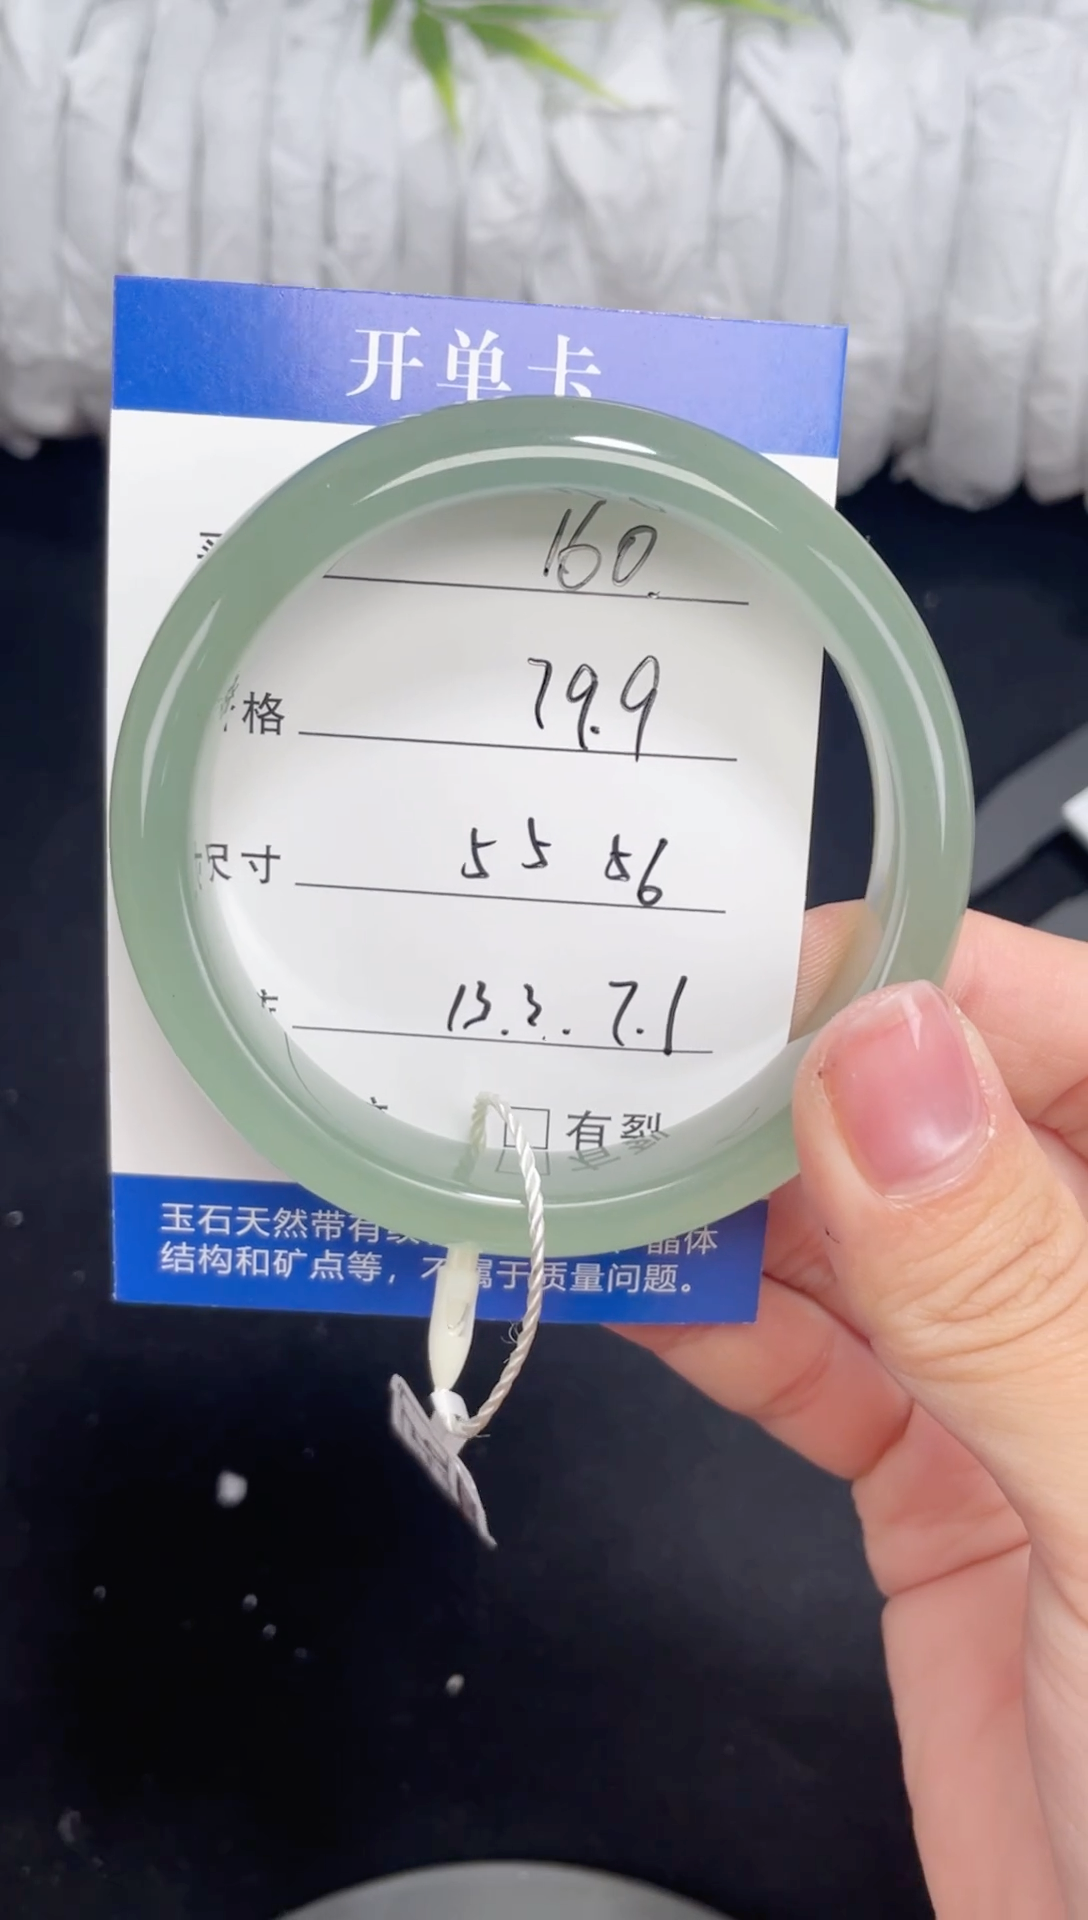 开单卡
160.
格 79.9
尺寸 55 56
13.3. 7.1
□ 有裂
玉石天然带有 晶体
结构和矿点等，不属于质量问题。